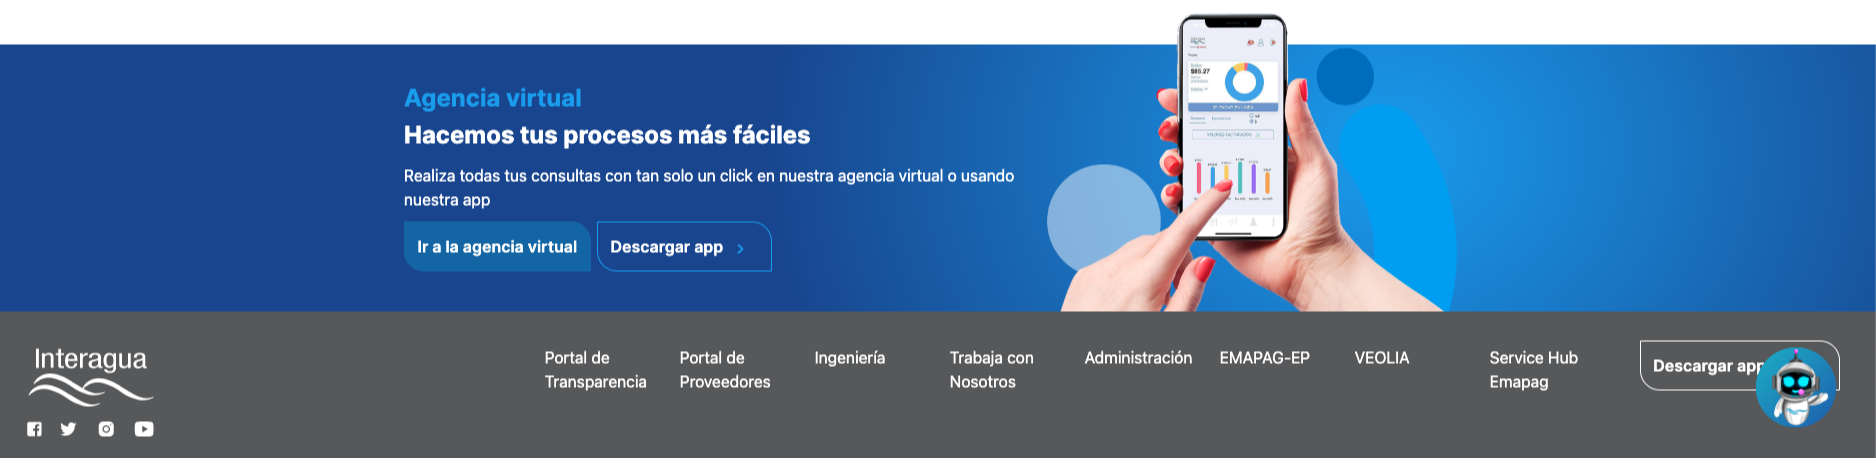 Agencia virtual
Hacemos tus procesos más fáciles
Realiza todas tus consultas con tan solo un click en nuestra agencia virtual o usando
nuestra app
Ir a la agencia virtual
Descargar app
$85.27
VALORES FACTURADOS
Interagua
Portal de
Transparencia
Portal de
Proveedores
Ingeniería
Trabaja con
Nosotros
Administración
EMAPAG-EP
VEOLIA
Service Hub
Emapag
Descargar app